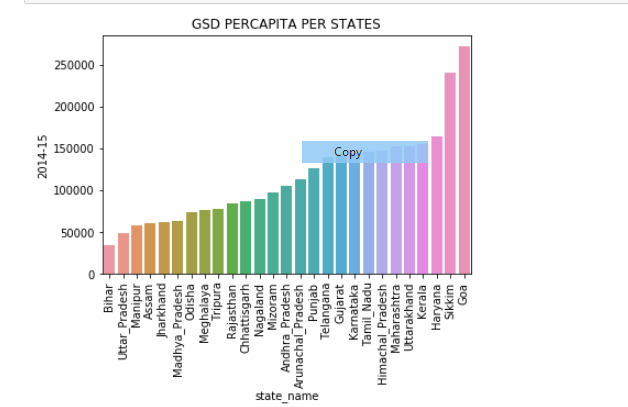 GSD PERCAPITA PER STATES
250000
200000
150000
100000
50000
0
2014-15
Copy
Bihar
Uttar_Pradesh
Manipur
Assam
Jharkhand
Madhya_Pradesh
Odisha
Meghalaya
Tripura
Rajasthan
Chhattisgarh
Nagaland
Mizoram
Andhra_Pradesh
Arunachal_Pradesh
Punjab
Telangana
Gujarat
Karnataka
Tamil_Nadu
Himachal_Pradesh
Maharashtra
Uttarakhand
Kerala
Haryana
Sikkim
Goa
state_name